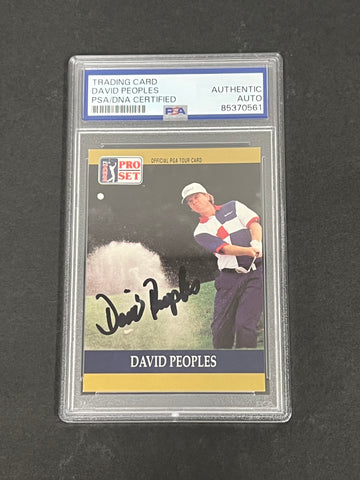 TRADING CARD
DAVID PEOPLES
PSA/DNA CERTIFIED
AUTHENTIC
AUTO
85370561
PSA
PRO
SET
OFFICIAL PGA TOUR CARD
David Peoples
DAVID PEOPLES